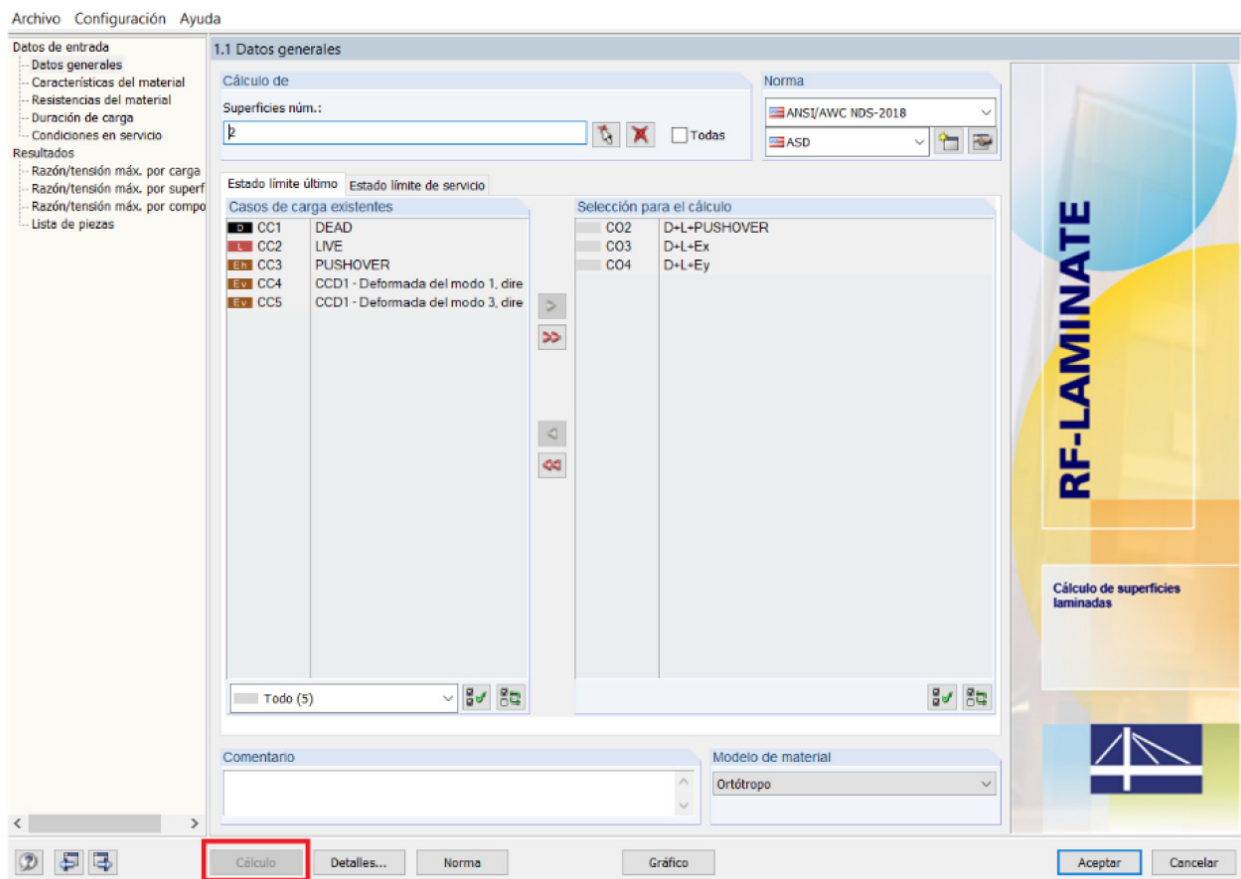 Archivo Configuración Ayuda
Datos de entrada
Datos generales
Características del material
Resistencias del material
Duración de carga
Condiciones en servicio
Resultados
Razón/tensión máx. por carga
Razón/tensión máx. por superf
Razón/tensión máx. por compo
Lista de piezas
1.1 Datos generales
Cálculo de
Superficies núm.:
2
Todas
Norma
ANSI/AWC NDS-2018
ASD
Estado límite último Estado límite de servicio
Casos de carga existentes
D CC1 DEAD
L CC2 LIVE
Eh CC3 PUSHOVER
Ev CC4 CCD1 - Deformada del modo 1, dire
Ev CC5 CCD1 - Deformada del modo 3, dire
Todo (5)
Selección para el cálculo
CO2 D+L+PUSHOVER
CO3 D+L+Ex
CO4 D+L+Ey
Comentario
Modelo de material
Ortótropo
RF-LAMINATE
Cálculo de superficies
laminadas
Cálculo Detalles... Norma Gráfico Aceptar Cancelar